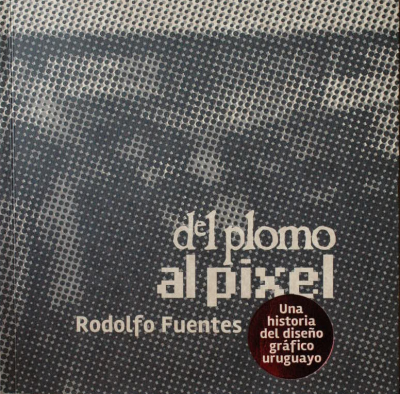 del plomo
al pixel
Rodolfo Fuentes
Una
historia
del diseño
gráfico
uruguayo